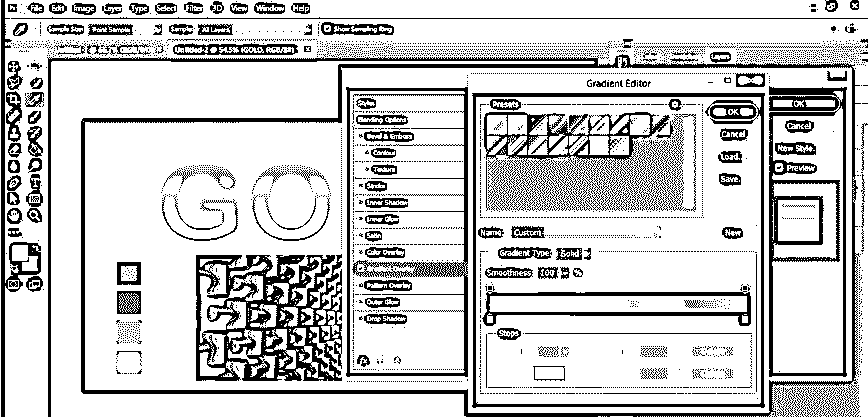 File Edit Image Layer Type Select Filter 3D View Window Help
Sample Size: Point Sample Sample: All Layers Show Sampling Ring
Untitled-2 @ 54.5% (GOLD, RGB/8#)
Gradient Editor
Styles
Blending Options
Bevel & Emboss
Contour
Texture
Stroke
Inner Shadow
Inner Glow
Satin
Color Overlay
Pattern Overlay
Outer Glow
Drop Shadow
GO
Presets
OK
Cancel
Load...
Save...
Name: Custom
New
Gradient Type: Solid
Smoothness: 100 %
Stops
OK
Cancel
New Style...
Preview